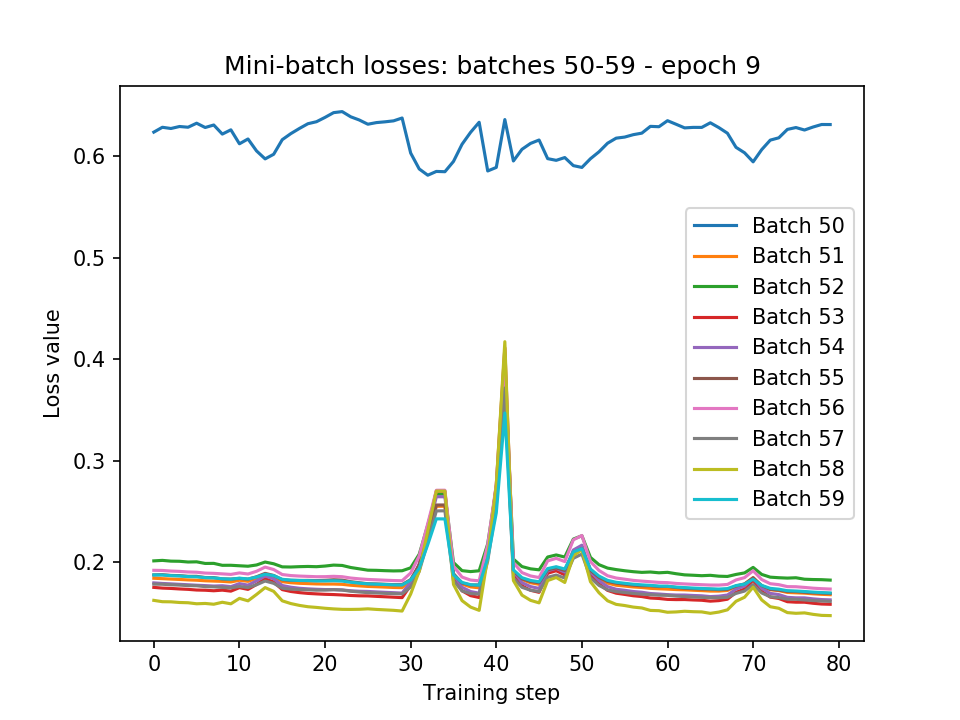 Mini-batch losses: batches 50-59 - epoch 9
Loss value
0.6
0.5
0.4
0.3
0.2
Batch 50
Batch 51
Batch 52
Batch 53
Batch 54
Batch 55
Batch 56
Batch 57
Batch 58
Batch 59
0 10 20 30 40 50 60 70 80
Training step